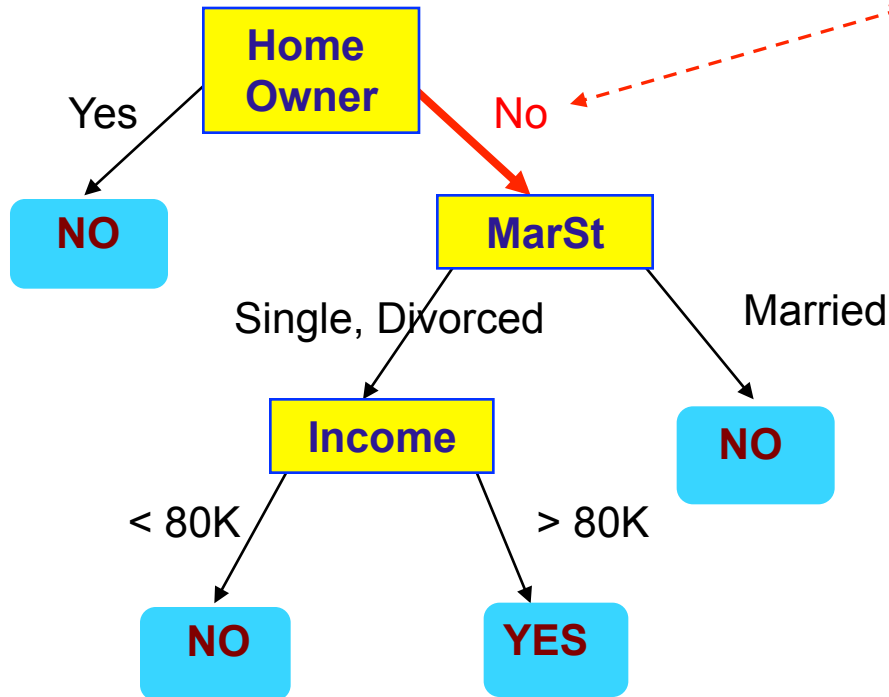 Home
Owner
Yes
No
NO
MarSt
Single, Divorced
Married
Income
NO
< 80K
> 80K
NO
YES